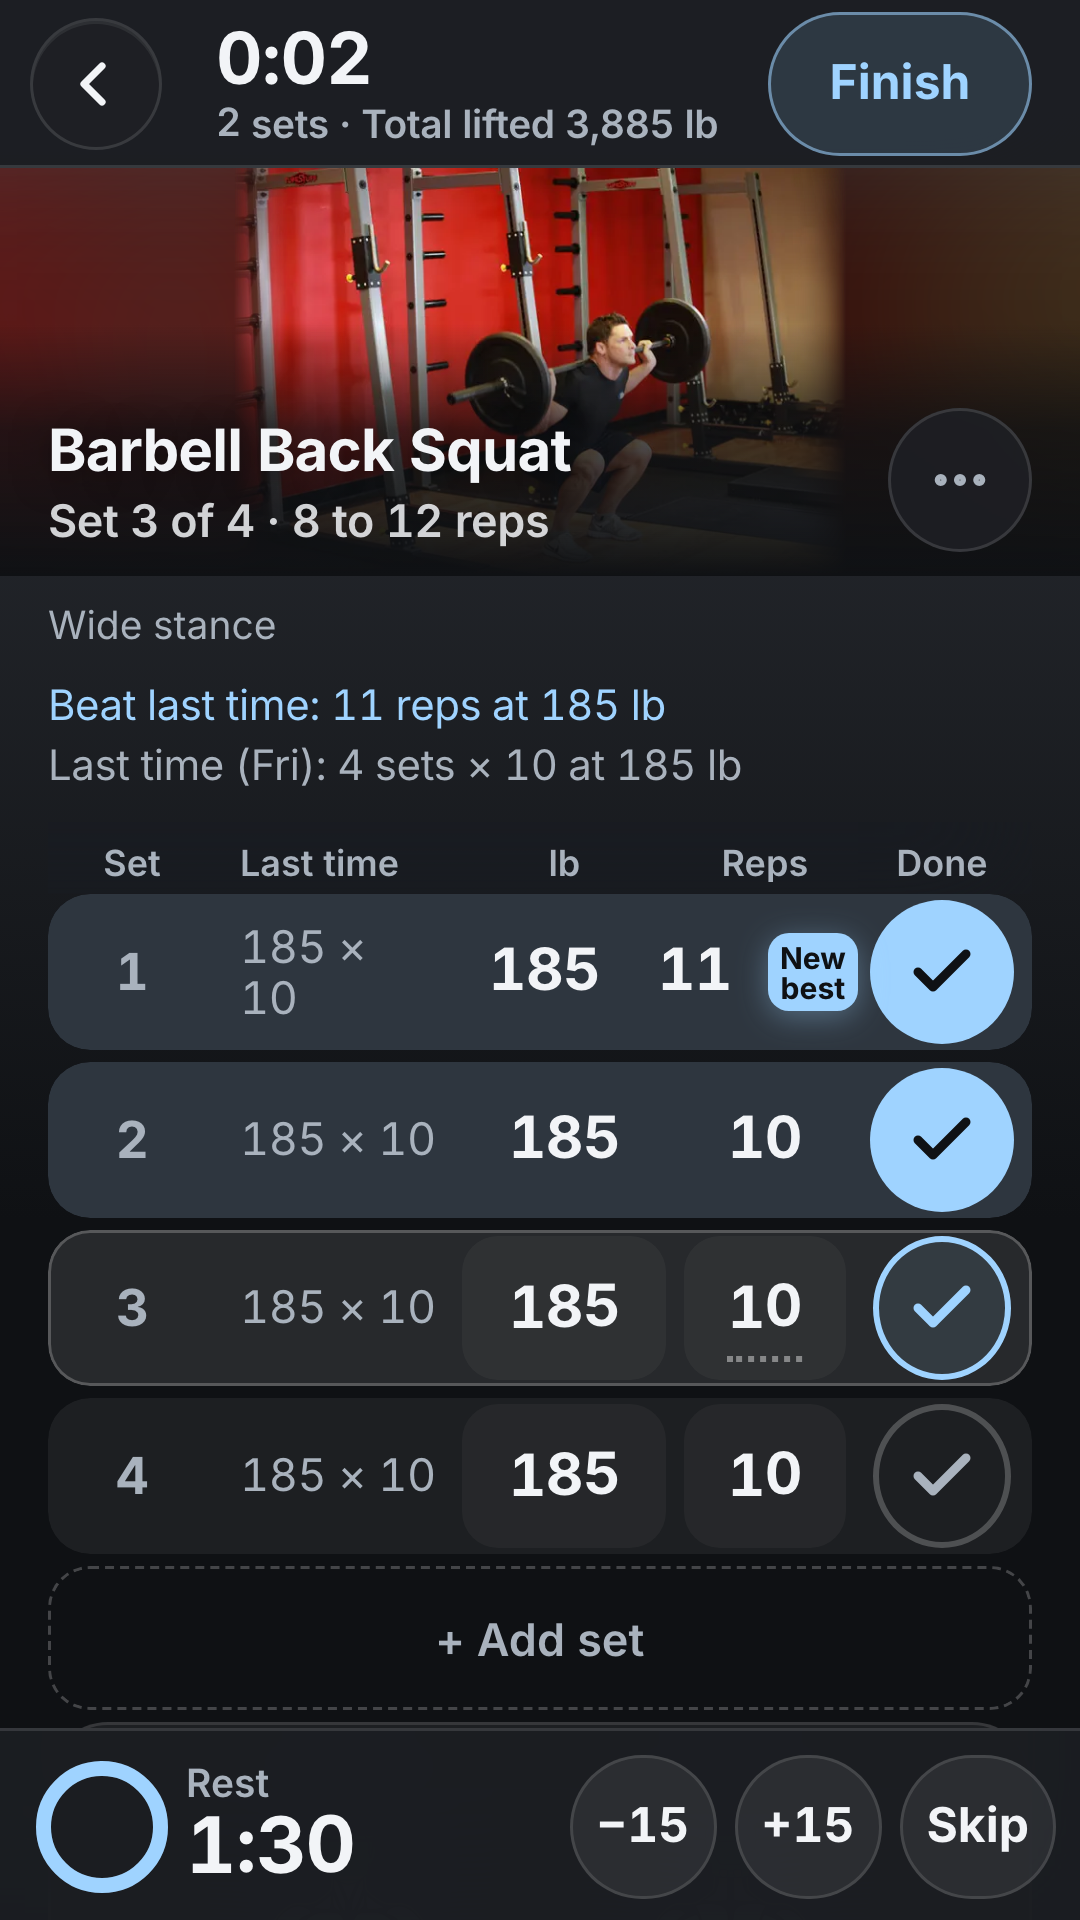 0:02
2 sets · Total lifted 3,885 lb
Finish
Barbell Back Squat
Set 3 of 4 · 8 to 12 reps
Wide stance
Beat last time: 11 reps at 185 lb
Last time (Fri): 4 sets × 10 at 185 lb
Set Last time lb Reps Done
1 185 × 10 185 11 New best
2 185 × 10 185 10
3 185 × 10 185 10
4 185 × 10 185 10
+ Add set
Rest
1:30
−15 +15 Skip